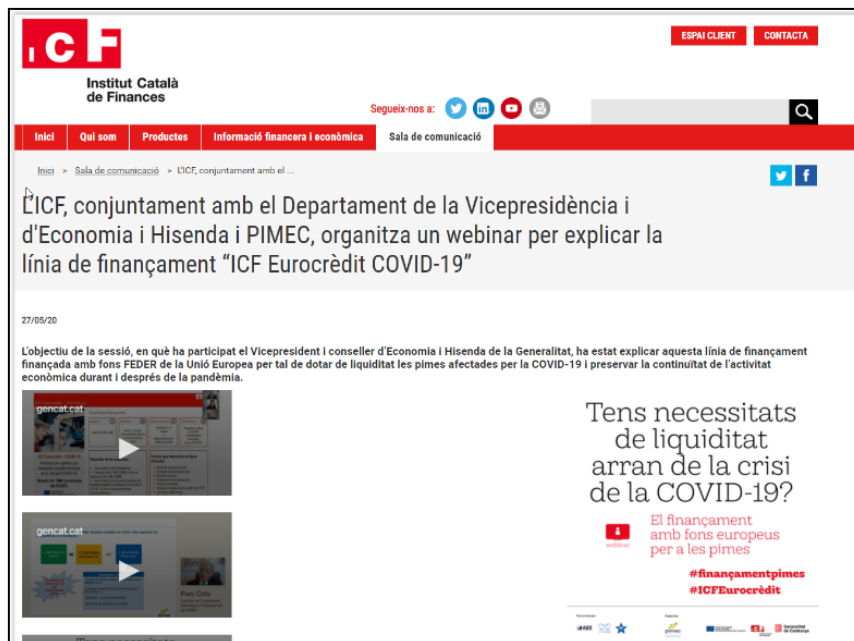 ICF
Institut Català
de Finances
ESPAI CLIENT
CONTACTA
Segueix-nos a:
Inici
Qui som
Productes
Informació financera i econòmica
Sala de comunicació
Inici > Sala de comunicació > L'ICF, conjuntament amb el ...
L'ICF, conjuntament amb el Departament de la Vicepresidència i
d'Economia i Hisenda i PIMEC, organitza un webinar per explicar la
línia de finançament “ICF Eurocrèdit COVID-19”
27/05/20
L'objectiu de la sessió, en què ha participat el Vicepresident i conseller d'Economia i Hisenda de la Generalitat, ha estat explicar aquesta línia de finançament
finançada amb fons FEDER de la Unió Europea per tal de dotar de liquiditat les pimes afectades per la COVID-19 i preservar la continuïtat de l'activitat
econòmica durant i després de la pandèmia.
gencat.cat
gencat.cat
Tens necessitats
de liquiditat
arran de la crisi
de la COVID-19?
webinar
El finançament
amb fons europeus
per a les pimes
#finançamentpimes
#ICFEurocrèdit
pimec
Generalitat
de Catalunya